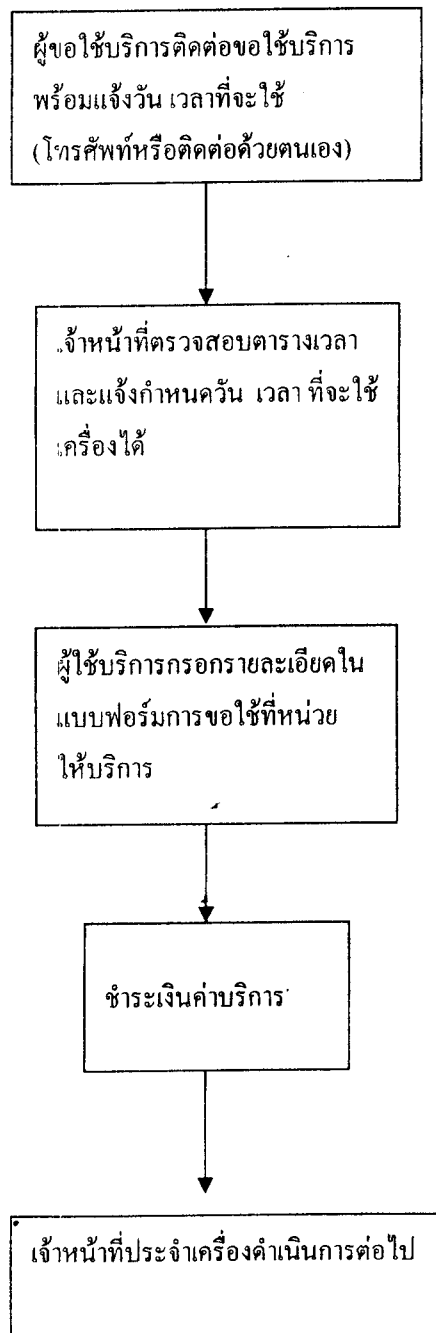 ผู้ขอใช้บริการติดต่อขอใช้บริการ
พร้อมแจ้งวัน เวลาที่จะใช้
(โทรศัพท์หรือติดต่อด้วยตนเอง)
เจ้าหน้าที่ตรวจสอบตารางเวลา
และแจ้งกำหนดวัน เวลา ที่จะใช้
เครื่องได้
ผู้ใช้บริการกรอกรายละเอียดใน
แบบฟอร์มการขอใช้ที่หน่วย
ให้บริการ
ชำระเงินค่าบริการ
เจ้าหน้าที่ประจำเครื่องดำเนินการต่อไป